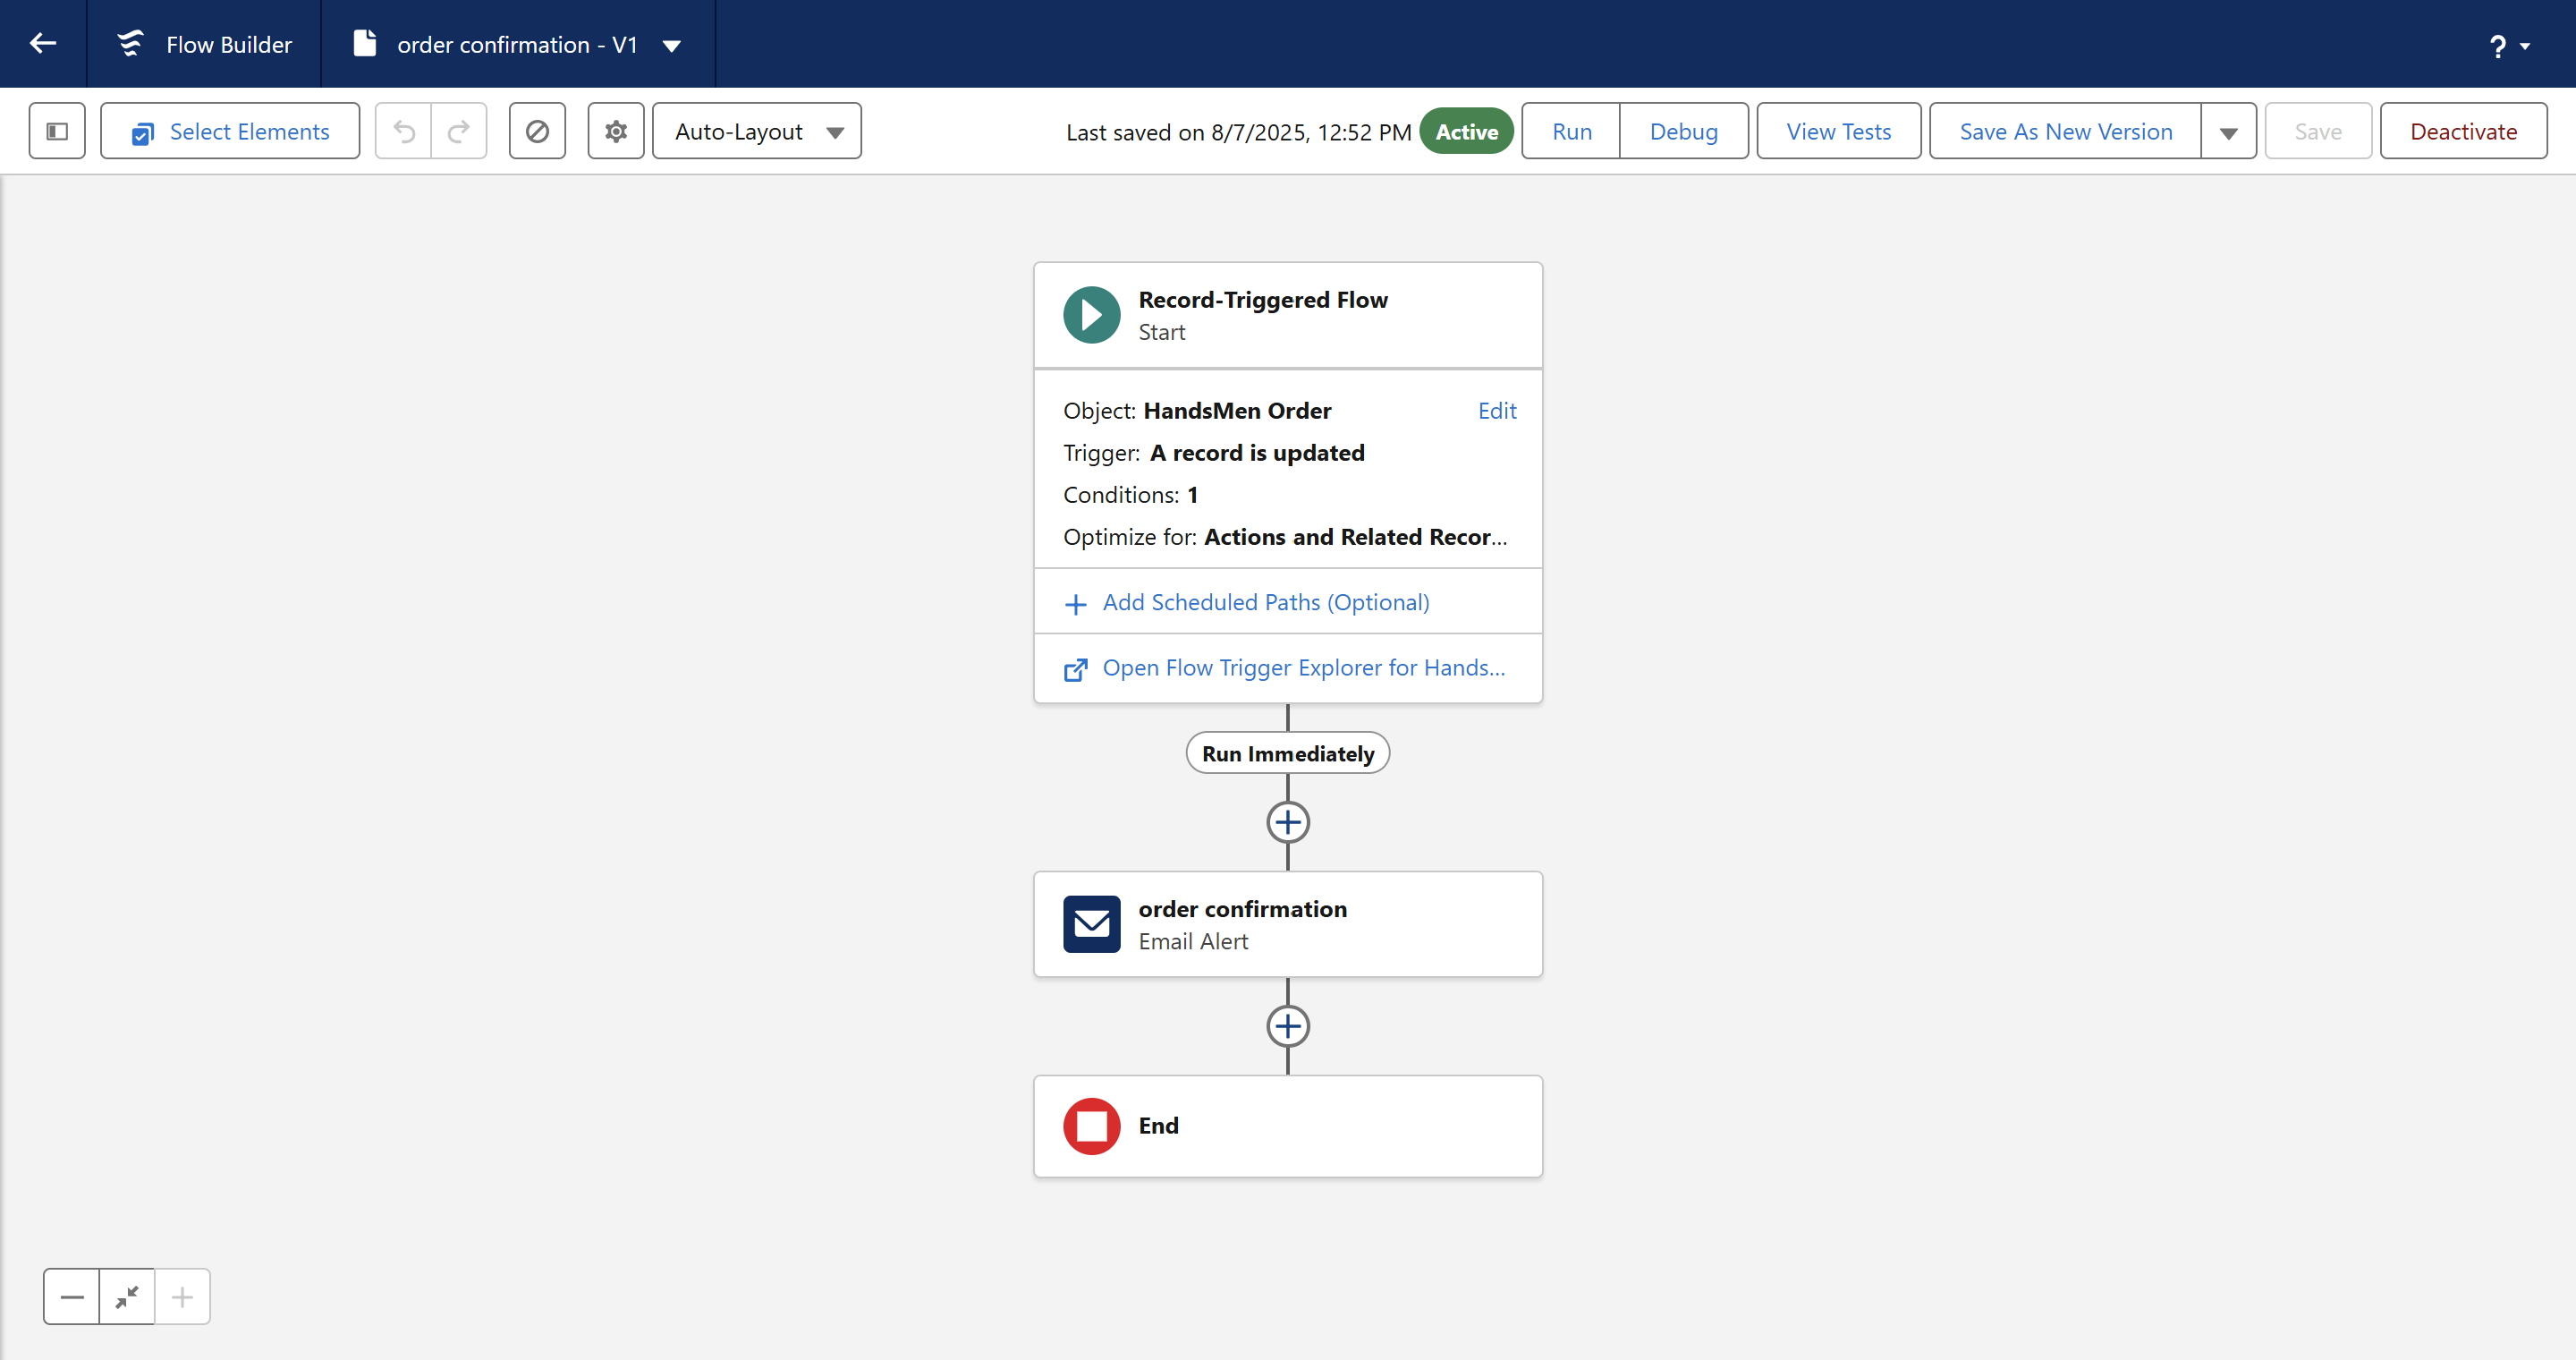 Flow Builder
order confirmation - V1
?
Select Elements
Auto-Layout
Last saved on 8/7/2025, 12:52 PM
Active
Run
Debug
View Tests
Save As New Version
Save
Deactivate
Record-Triggered Flow
Start
Object: HandsMen Order
Edit
Trigger: A record is updated
Conditions: 1
Optimize for: Actions and Related Recor...
Add Scheduled Paths (Optional)
Open Flow Trigger Explorer for Hands...
Run Immediately
order confirmation
Email Alert
End